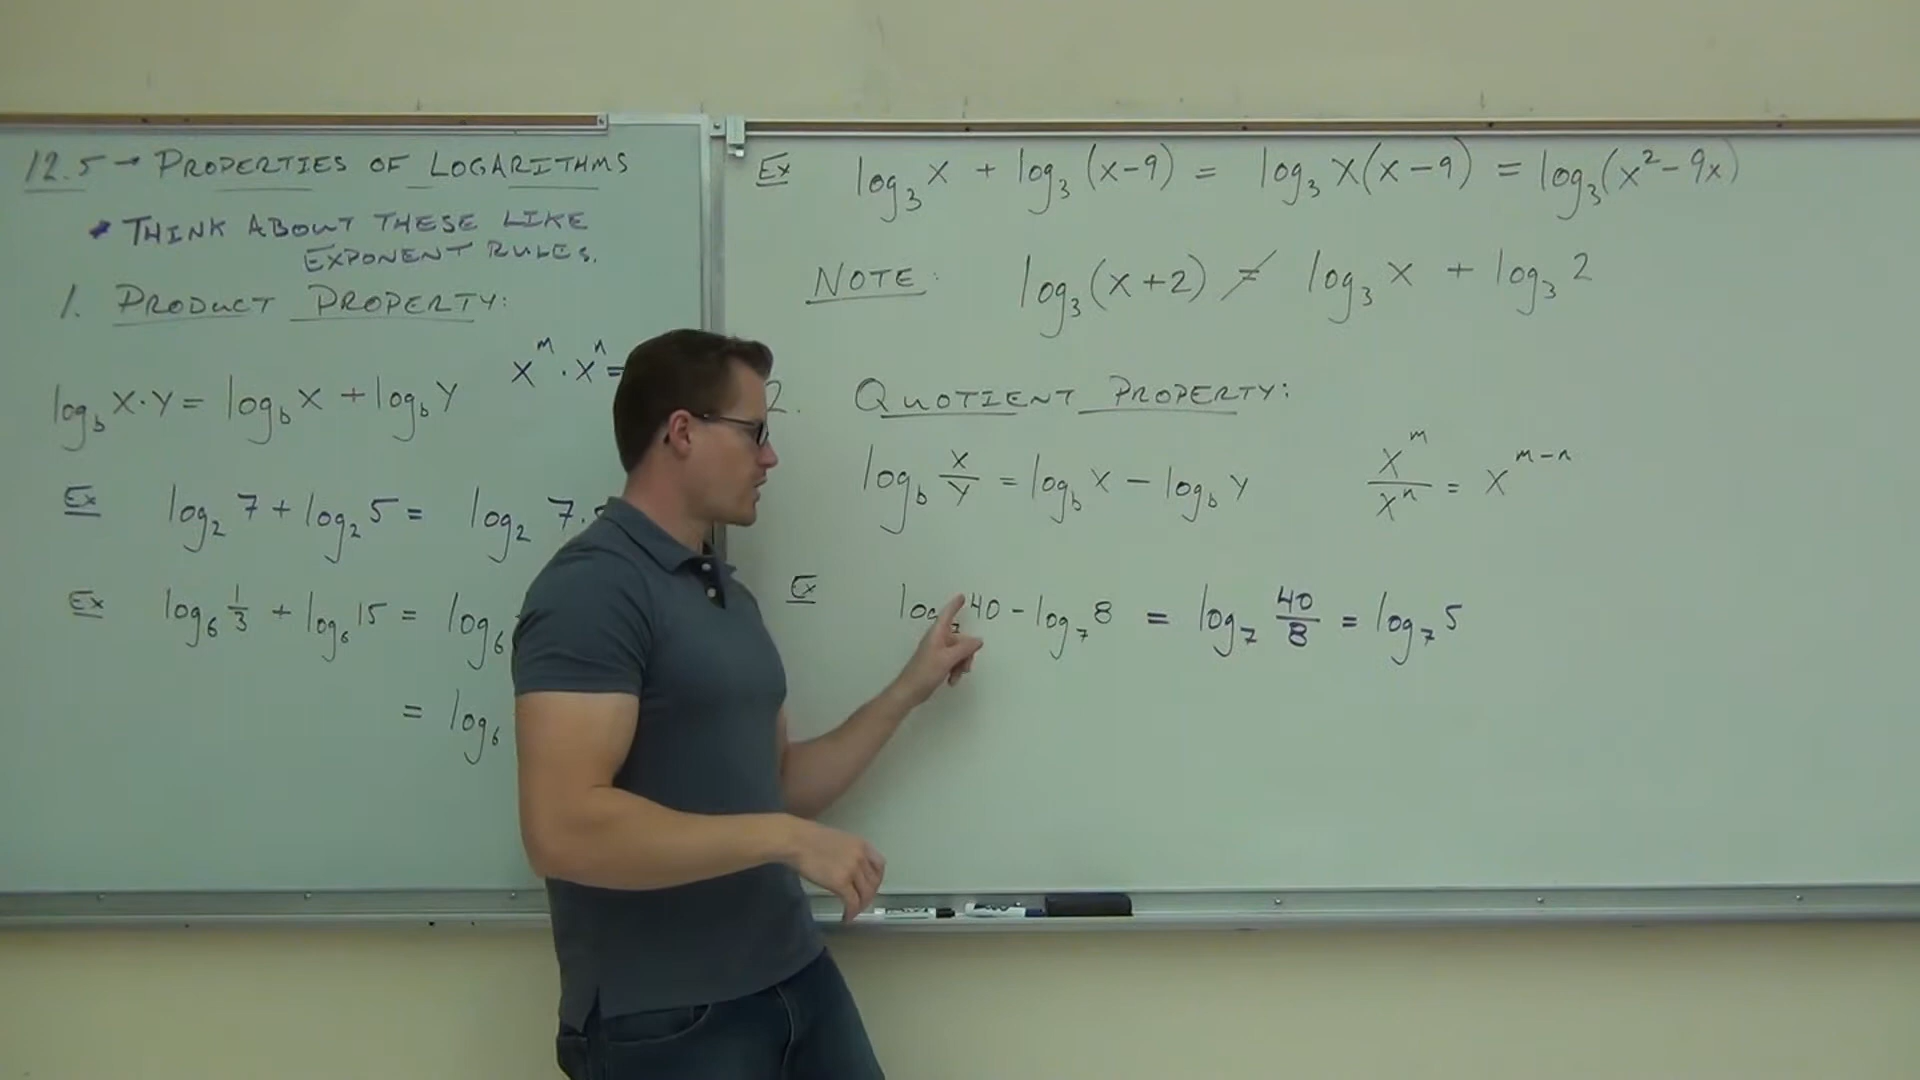 12.5 → PROPERTIES OF LOGARITHMS
* THINK ABOUT THESE LIKE
EXPONENT RULES.
1. PRODUCT PROPERTY:
x^m · x^n =
log_b X·Y = log_b X + log_b Y
Ex log_2 7 + log_2 5 = log_2 7·
Ex log_6 1/3 + log_6 15 = log_6
= log_6
Ex log_3 X + log_3 (x-9) = log_3 X(x-9) = log_3(x²-9x)
NOTE: log_3(x+2) ≠ log_3 X + log_3 2
2. QUOTIENT PROPERTY:
log_b X/Y = log_b X - log_b Y x^m/x^n = x^(m-n)
Ex log_7 40 - log_7 8 = log_7 40/8 = log_7 5